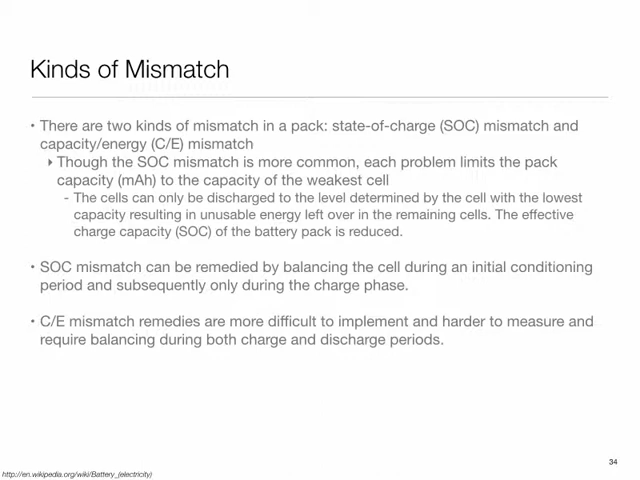 Kinds of Mismatch
• There are two kinds of mismatch in a pack: state-of-charge (SOC) mismatch and
capacity/energy (C/E) mismatch
‣ Though the SOC mismatch is more common, each problem limits the pack
capacity (mAh) to the capacity of the weakest cell
- The cells can only be discharged to the level determined by the cell with the lowest
capacity resulting in unusable energy left over in the remaining cells. The effective
charge capacity (SOC) of the battery pack is reduced.
• SOC mismatch can be remedied by balancing the cell during an initial conditioning
period and subsequently only during the charge phase.
• C/E mismatch remedies are more difficult to implement and harder to measure and
require balancing during both charge and discharge periods.
34
http://en.wikipedia.org/wiki/Battery_(electricity)